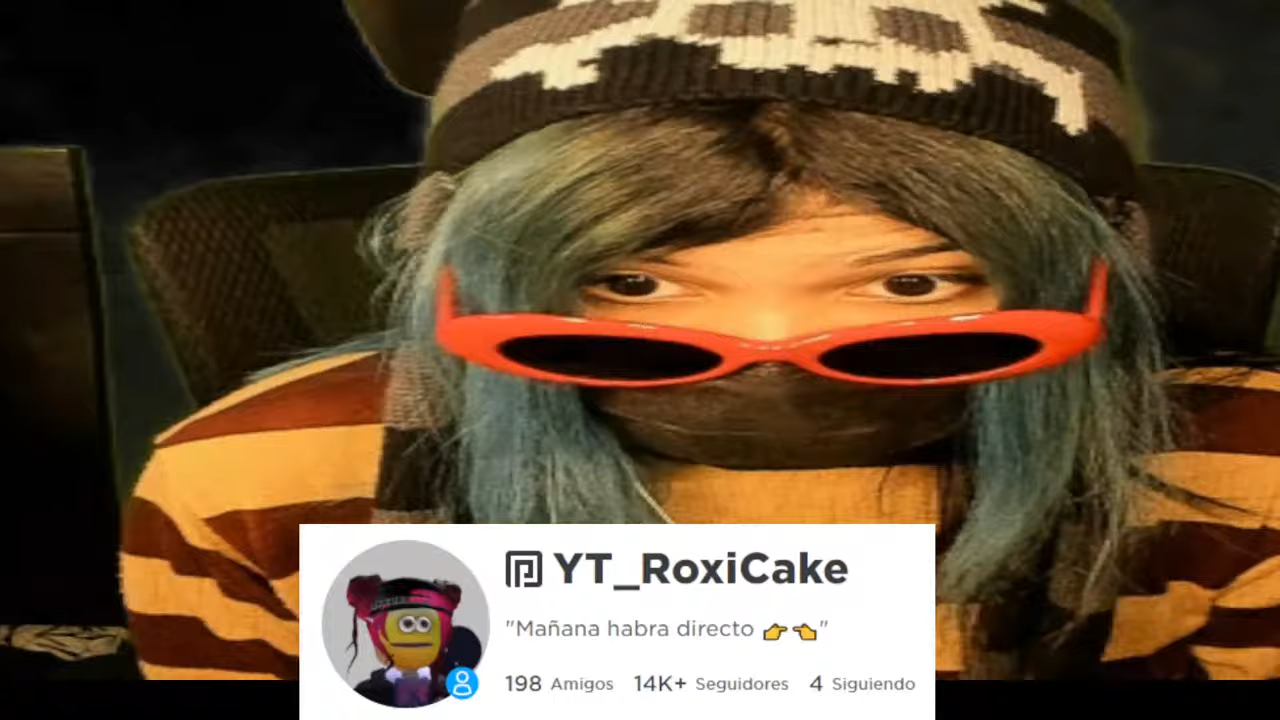 YT_RoxiCake
"Mañana habra directo 👉👈"
198 Amigos 14K+ Seguidores 4 Siguiendo